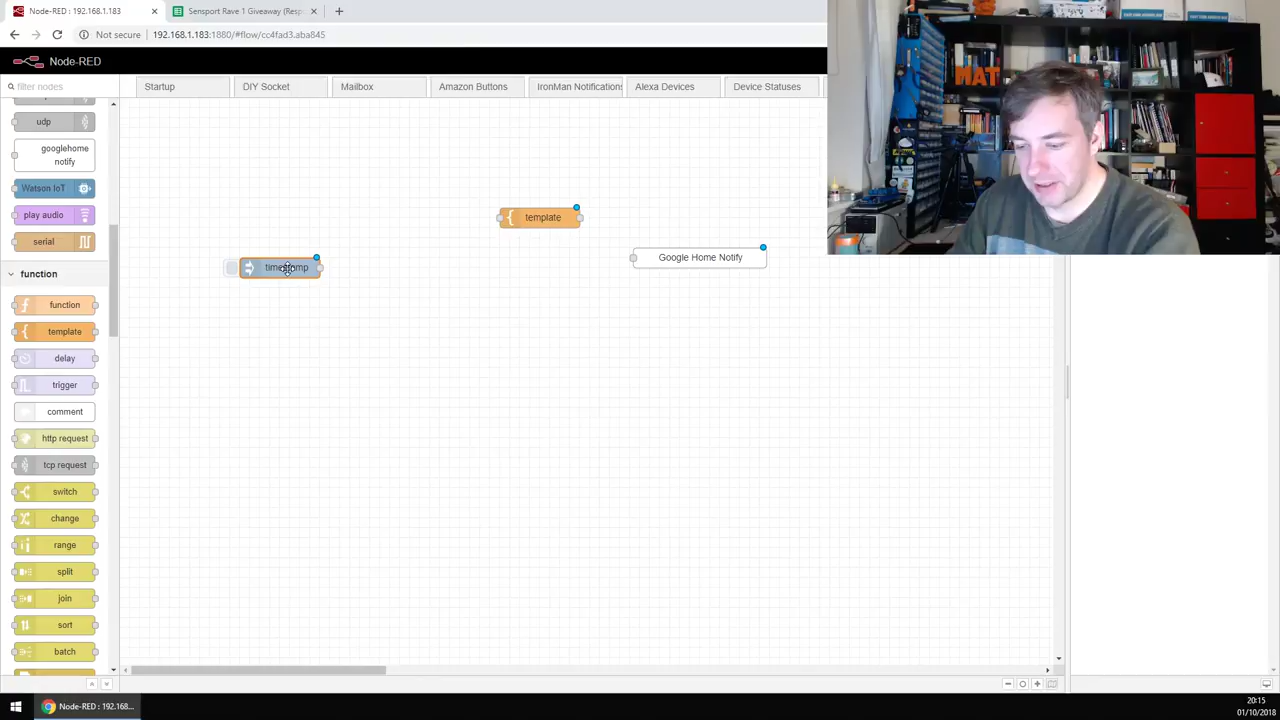 Node-RED : 192.168.1.183
Sensport Rave 1 Giveaway (Resp
Not secure
192.168.1.183:1880/#flow/cc4fad3.aba845
Node-RED
filter nodes
Startup
DIY Socket
Mailbox
Amazon Buttons
IronMan Notifications
Alexa Devices
Device Statuses
udp
googlehome
notify
Watson IoT
play audio
serial
function
function
template
delay
trigger
comment
http request
tcp request
switch
change
range
split
join
sort
batch
template
Google Home Notify
timestamp
MAT
Node-RED : 192.168...
20:15
01/10/2018